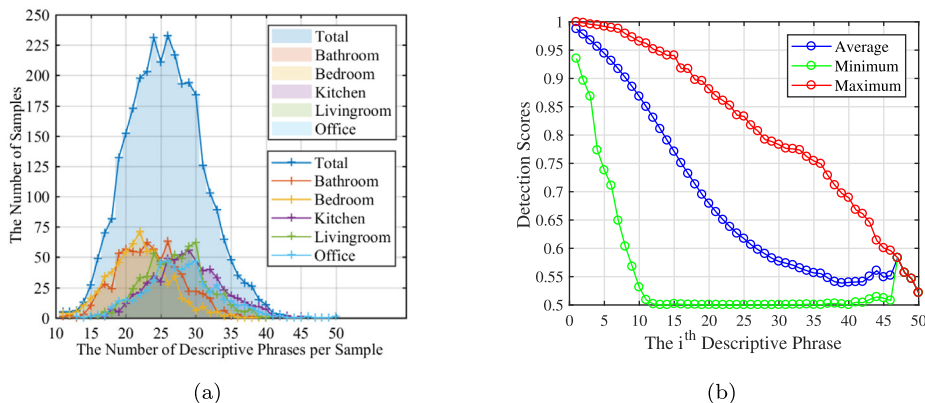 250
225
200
175
150
125
100
75
50
25
0
11 15 20 25 30 35 40 45 50
The Number of Samples
The Number of Descriptive Phrases per Sample
Total
Bathroom
Bedroom
Kitchen
Livingroom
Office
Total
Bathroom
Bedroom
Kitchen
Livingroom
Office
(a)
1
0.95
0.9
0.85
0.8
0.75
0.7
0.65
0.6
0.55
0.5
0 5 10 15 20 25 30 35 40 45 50
Detection Scores
The i^th Descriptive Phrase
Average
Minimum
Maximum
(b)